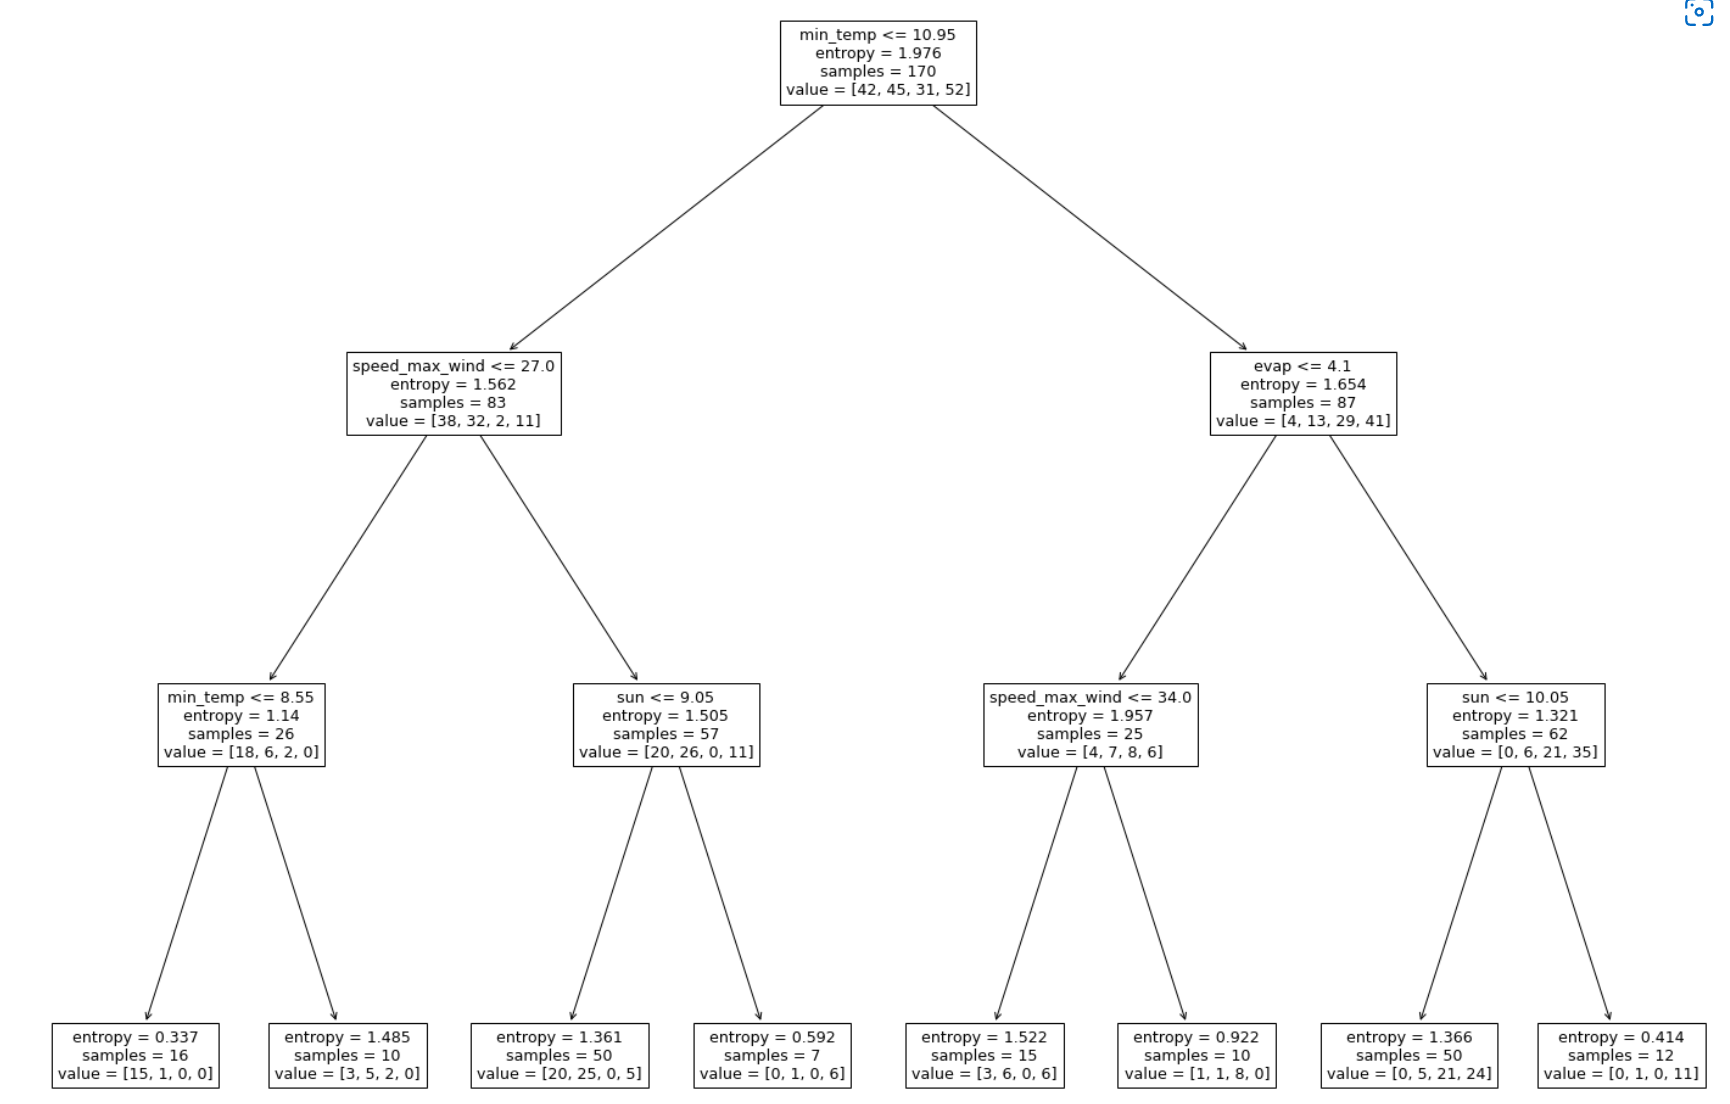 min_temp <= 10.95
entropy = 1.976
samples = 170
value = [42, 45, 31, 52]
speed_max_wind <= 27.0
entropy = 1.562
samples = 83
value = [38, 32, 2, 11]
evap <= 4.1
entropy = 1.654
samples = 87
value = [4, 13, 29, 41]
min_temp <= 8.55
entropy = 1.14
samples = 26
value = [18, 6, 2, 0]
sun <= 9.05
entropy = 1.505
samples = 57
value = [20, 26, 0, 11]
speed_max_wind <= 34.0
entropy = 1.957
samples = 25
value = [4, 7, 8, 6]
sun <= 10.05
entropy = 1.321
samples = 62
value = [0, 6, 21, 35]
entropy = 0.337
samples = 16
value = [15, 1, 0, 0]
entropy = 1.485
samples = 10
value = [3, 5, 2, 0]
entropy = 1.361
samples = 50
value = [20, 25, 0, 5]
entropy = 0.592
samples = 7
value = [0, 1, 0, 6]
entropy = 1.522
samples = 15
value = [3, 6, 0, 6]
entropy = 0.922
samples = 10
value = [1, 1, 8, 0]
entropy = 1.366
samples = 50
value = [0, 5, 21, 24]
entropy = 0.414
samples = 12
value = [0, 1, 0, 11]